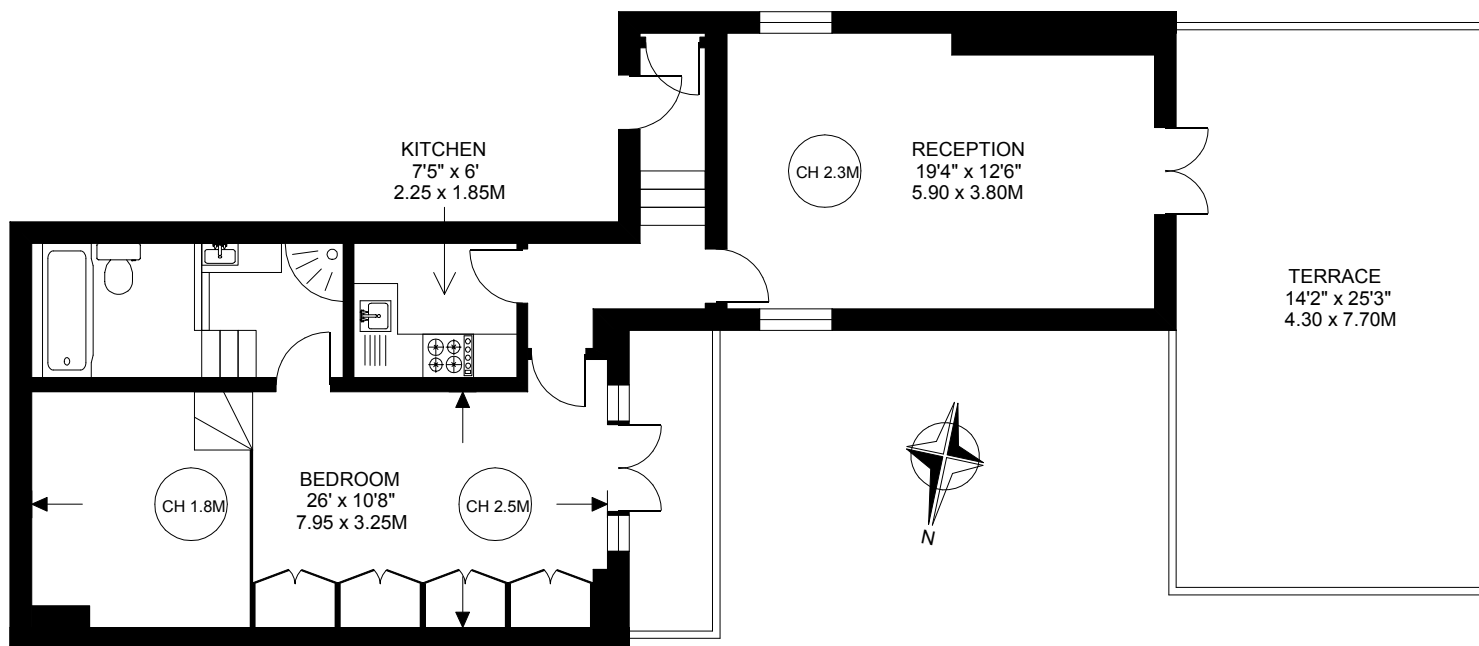 KITCHEN
7'5" x 6'
2.25 x 1.85M
CH 2.3M
RECEPTION
19'4" x 12'6"
5.90 x 3.80M
TERRACE
14'2" x 25'3"
4.30 x 7.70M
CH 1.8M
BEDROOM
26' x 10'8"
7.95 x 3.25M
CH 2.5M
N